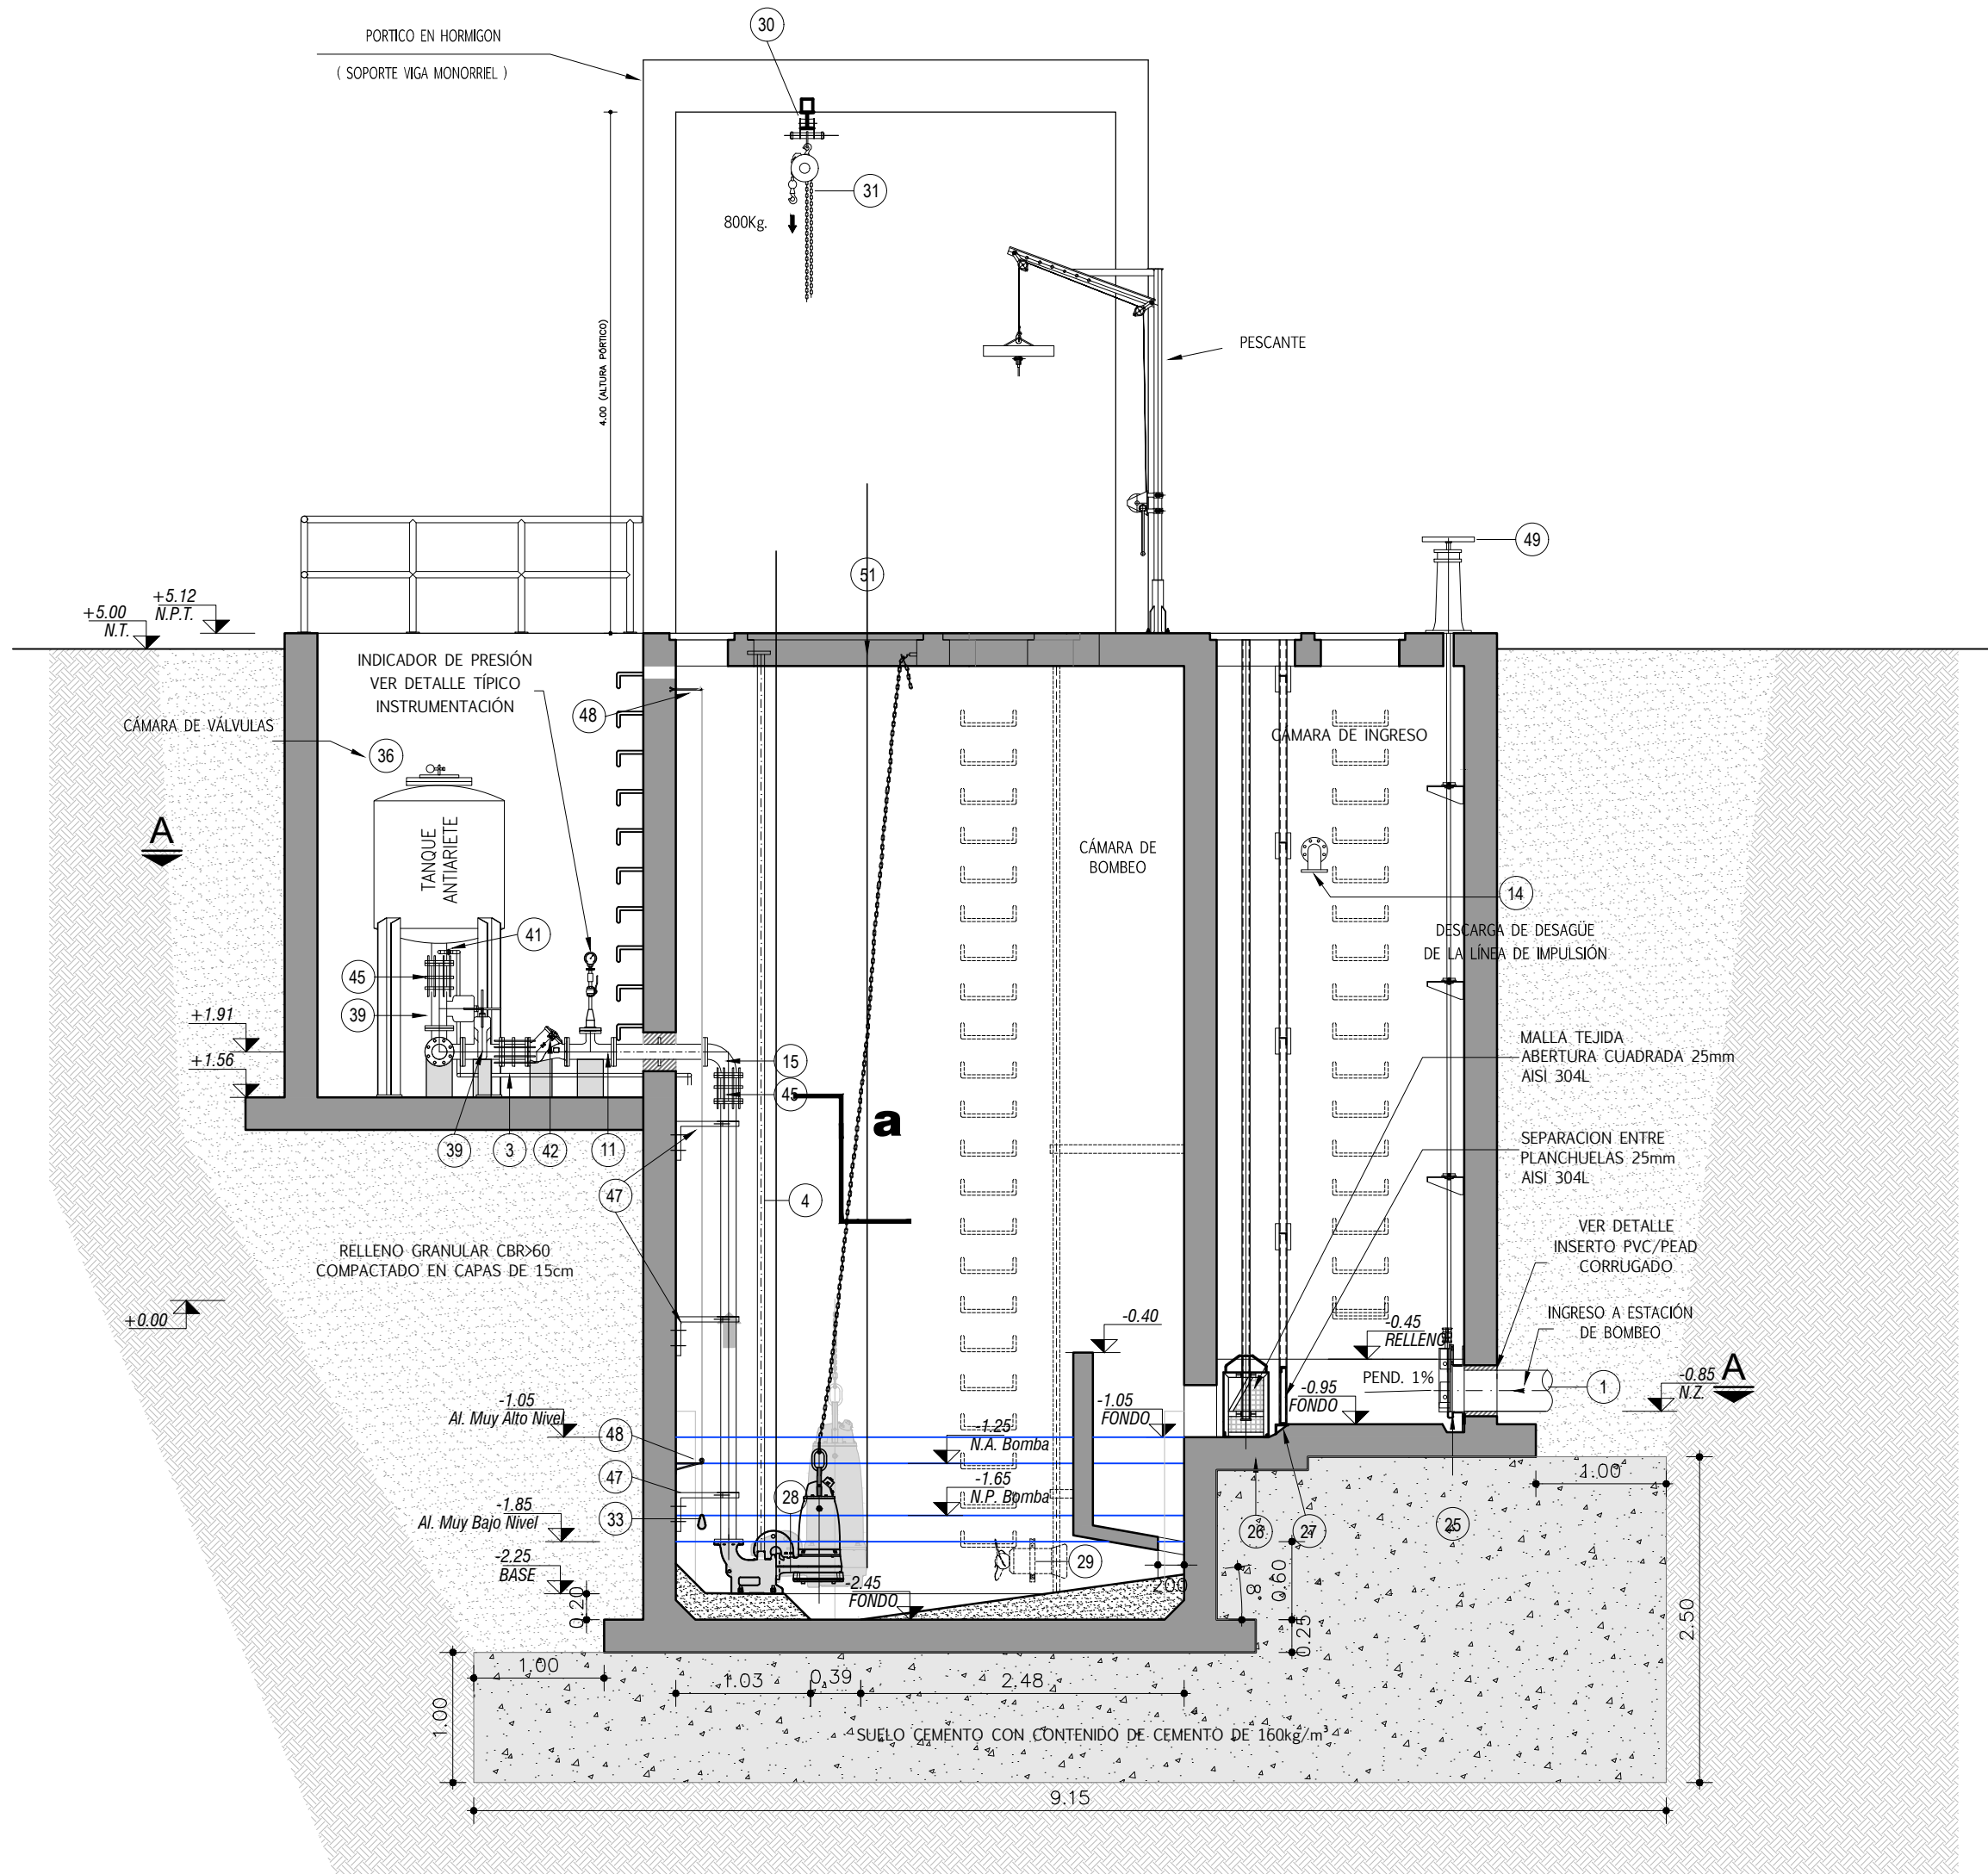 30
PORTICO EN HORMIGON
( SOPORTE VIGA MONORRIEL )
31
800Kg.
4.00 (ALTURA PORTICO)
PESCANTE
49
51
+5.12
N.P.T.
+5.00
N.T.
INDICADOR DE PRESIÓN
VER DETALLE TÍPICO
INSTRUMENTACIÓN
48
CÁMARA DE VÁLVULAS
36
CÁMARA DE INGRESO
A
TANQUE
ANTIARIETE
CÁMARA DE
BOMBEO
14
41
DESCARGA DE DESAGÜE
DE LA LÍNEA DE IMPULSIÓN
45
39
+1.91
+1.56
15
45
MALLA TEJIDA
ABERTURA CUADRADA 25mm
AISI 304L
a
39
3
42
11
SEPARACION ENTRE
PLANCHUELAS 25mm
AISI 304L
47
4
VER DETALLE
INSERTO PVC/PEAD
CORRUGADO
RELLENO GRANULAR CBR>60
COMPACTADO EN CAPAS DE 15cm
+0.00
INGRESO A ESTACIÓN
DE BOMBEO
-0.40
-0.45
RELLENO
PEND. 1%
1
-0.85
N.Z.
A
-0.95
FONDO
-1.05
Al. Muy Alto Nivel
-1.05
FONDO
48
-1.25
N.A. Bomba
47
28
-1.65
N.P. Bomba
1.00
-1.85
Al. Muy Bajo Nivel
33
26
27
25
-2.25
BASE
29
-2.45
FONDO
200
8
0.60
0.20
0.25
2.50
1.00
1.03
0.39
2.48
1.00
SUELO CEMENTO CON CONTENIDO DE CEMENTO DE 160kg/m³
9.15